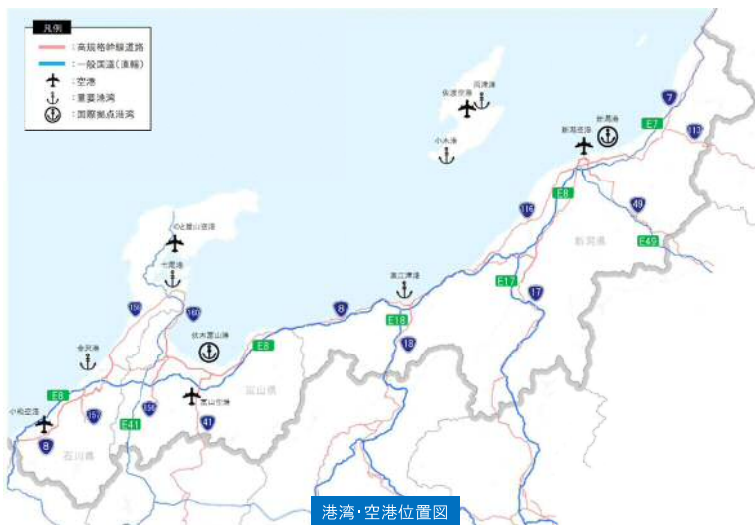 凡例
:高規格幹線道路
:一般国道(直轄)
:空港
:重要港湾
:国際拠点港湾
佐渡空港
両津港
小木港
新潟空港
新潟港
7
E7
113
116
E8
49
E49
新潟県
E17
17
のと里山空港
七尾港
直江津港
8
E18
18
159
160
伏木富山港
E8
金沢港
富山県
小松空港
E8
157
156
富山空港
E41
41
8
石川県
港湾・空港位置図